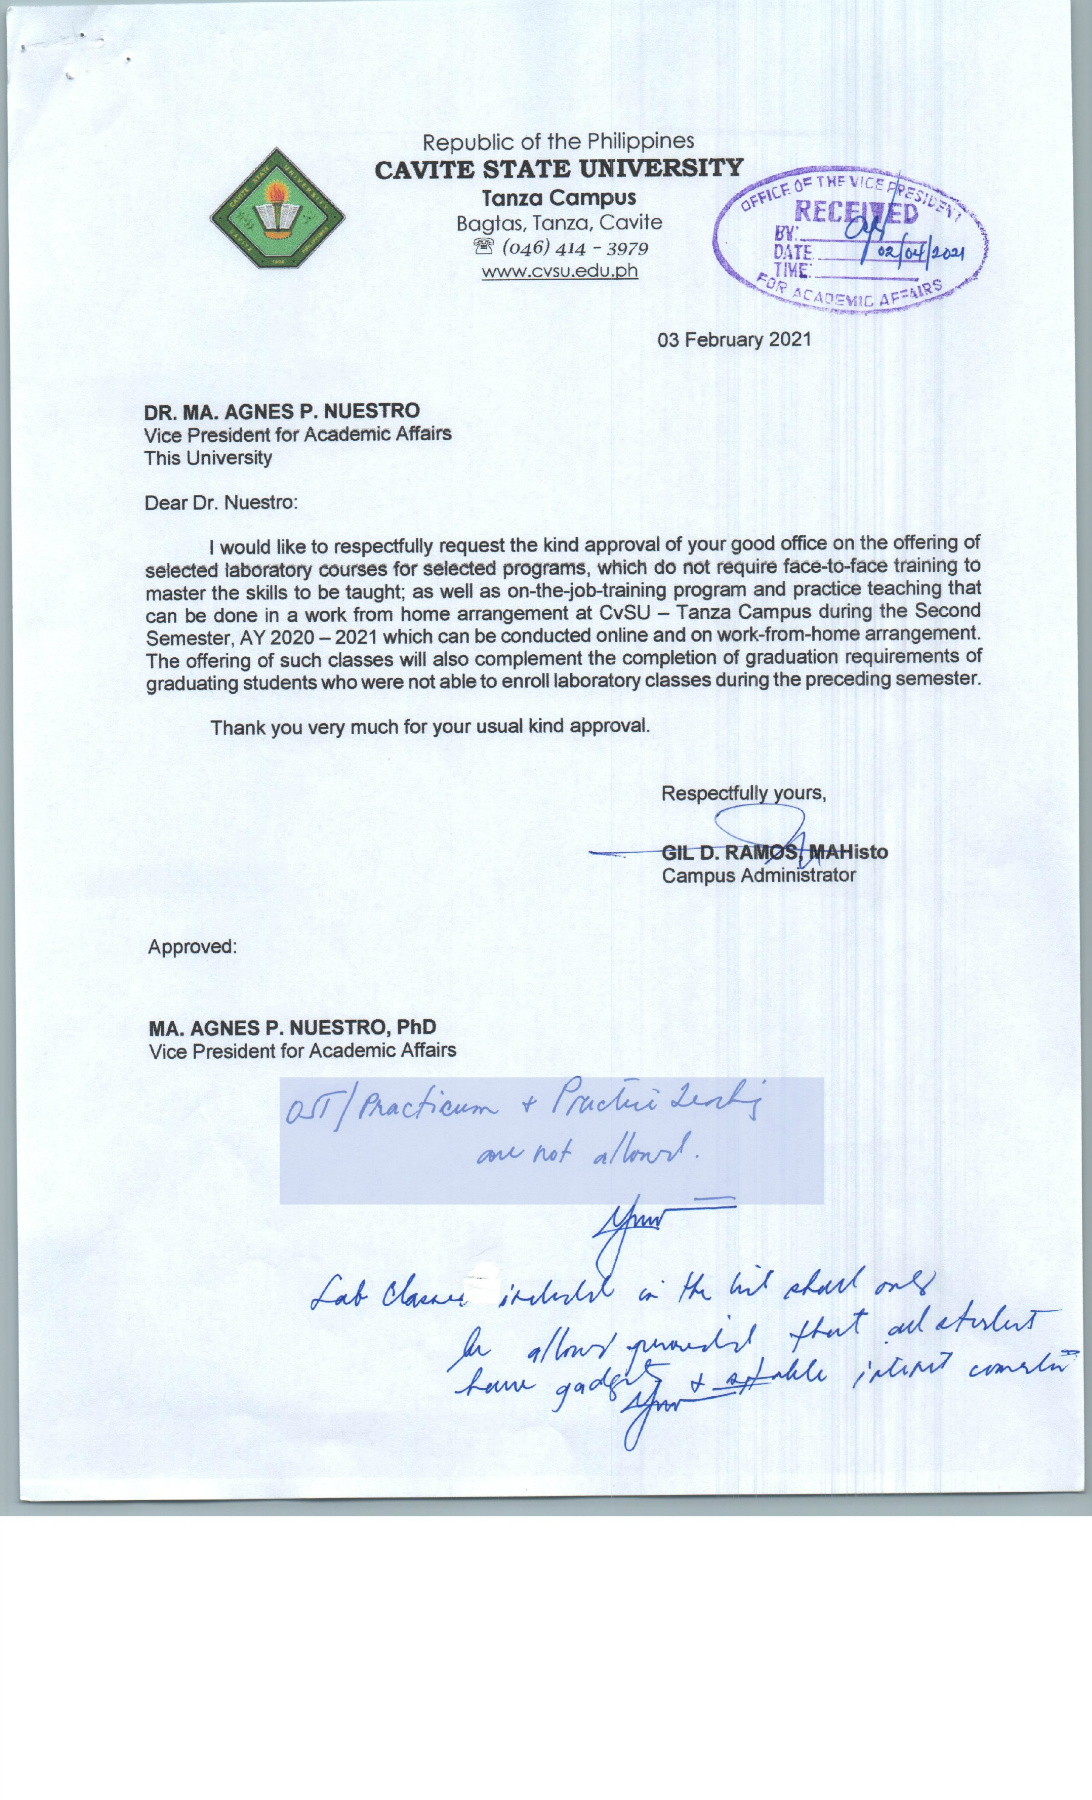 Republic of the Philippines
CAVITE STATE UNIVERSITY
Tanza Campus
Bagtas, Tanza, Cavite
☎ (046) 414 – 3979
www.cvsu.edu.ph
CAVITE STATE UNIVERSITY
OFFICE OF THE VICE PRESIDENT
RECEIVED
BY:
DATE 02/04/2021
TIME:
FOR ACADEMIC AFFAIRS
03 February 2021
DR. MA. AGNES P. NUESTRO
Vice President for Academic Affairs
This University
Dear Dr. Nuestro:
I would like to respectfully request the kind approval of your good office on the offering of
selected laboratory courses for selected programs, which do not require face-to-face training to
master the skills to be taught; as well as on-the-job-training program and practice teaching that
can be done in a work from home arrangement at CvSU – Tanza Campus during the Second
Semester, AY 2020 – 2021 which can be conducted online and on work-from-home arrangement.
The offering of such classes will also complement the completion of graduation requirements of
graduating students who were not able to enroll laboratory classes during the preceding semester.
Thank you very much for your usual kind approval.
Respectfully yours,
GIL D. RAMOS, MAHisto
Campus Administrator
Approved:
MA. AGNES P. NUESTRO, PhD
Vice President for Academic Affairs
OJT/Practicum & Practice Teaching
are not allowed.
Lab Classes included in the list shall only
be allowed provided that all student
have gadgets & stable internet connection